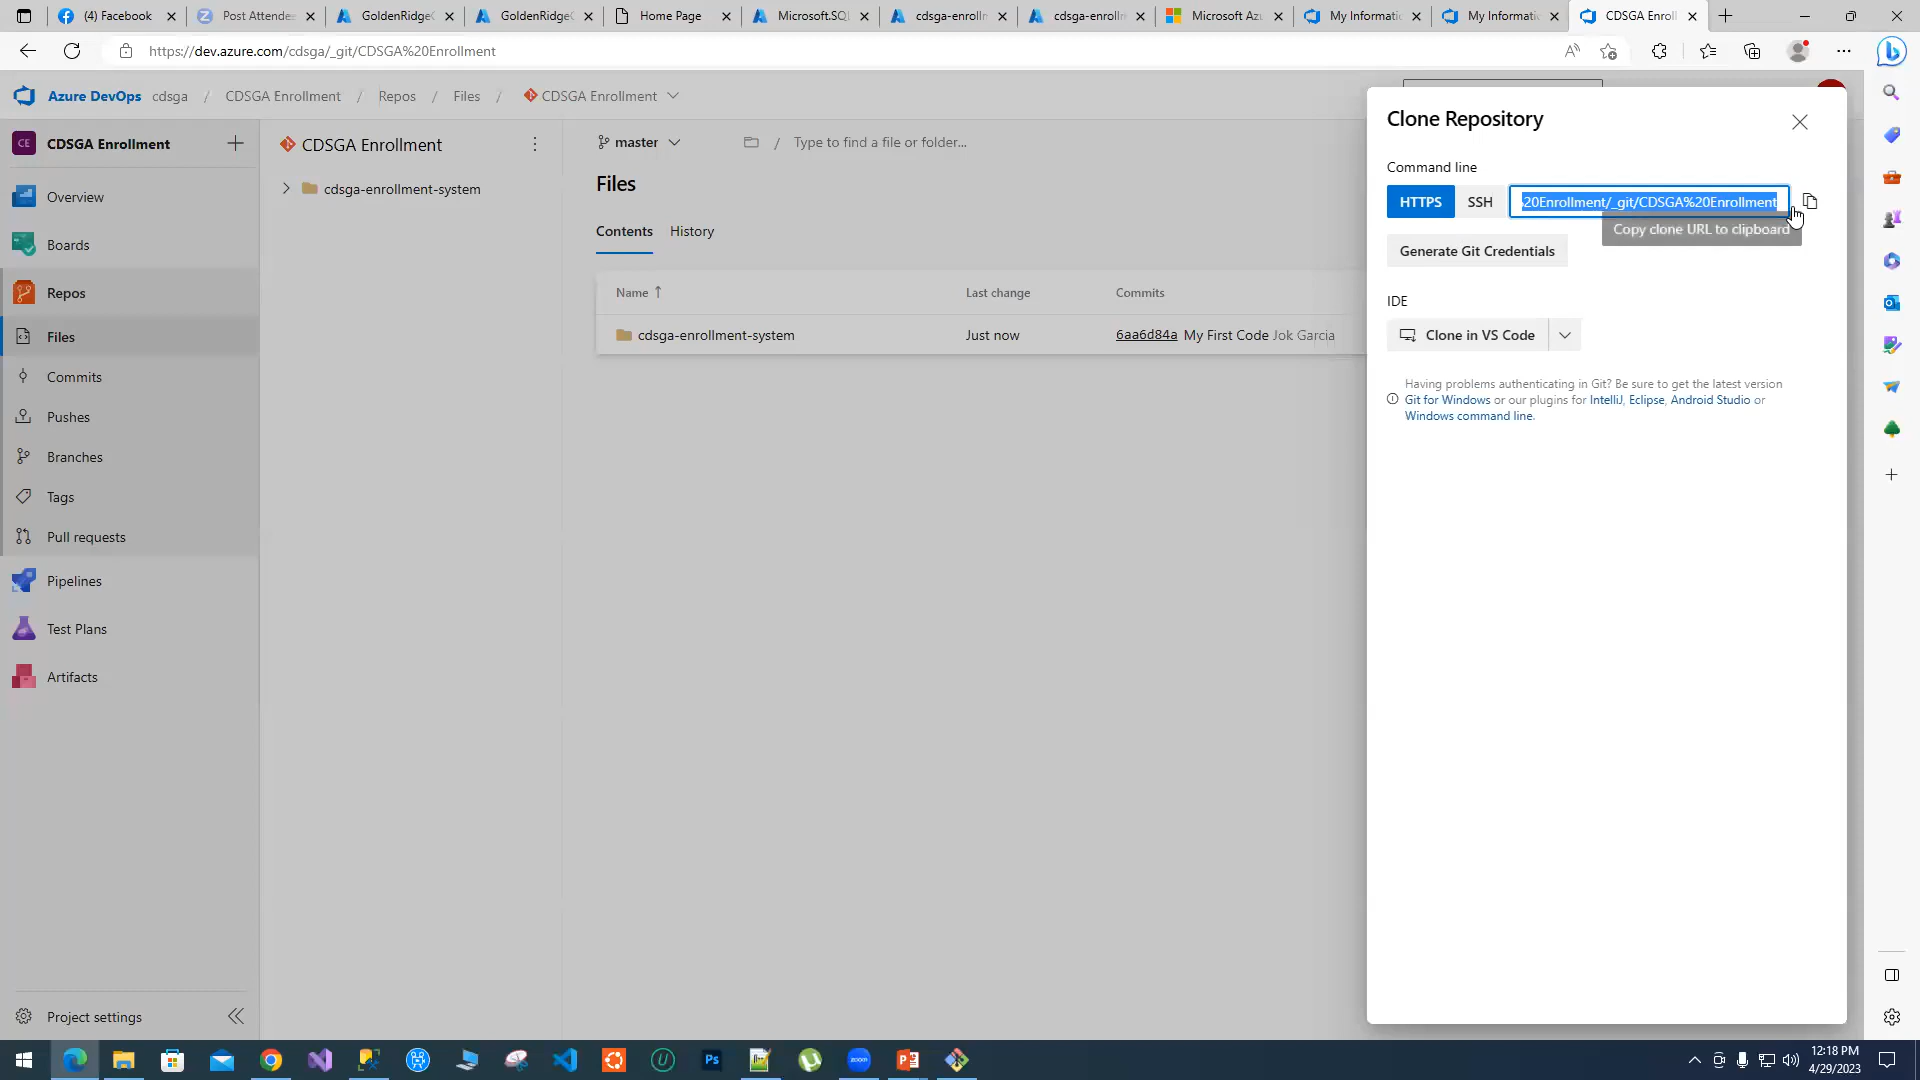 (4) Facebook
Post Attende
GoldenRidge
GoldenRidge
Home Page
Microsoft.SQ
cdsga-enrolln
cdsga-enrolln
Microsoft Az
My Informati
My Informati
CDSGA Enrol
https://dev.azure.com/cdsga/_git/CDSGA%20Enrollment
Azure DevOps cdsga / CDSGA Enrollment / Repos / Files / CDSGA Enrollment
CE CDSGA Enrollment
Overview
Boards
Repos
Files
Commits
Pushes
Branches
Tags
Pull requests
Pipelines
Test Plans
Artifacts
Project settings
CDSGA Enrollment
cdsga-enrollment-system
master / Type to find a file or folder...
Files
Contents History
Name Last change Commits
cdsga-enrollment-system Just now 6aa6d84a My First Code Jok Garcia
Clone Repository
Command line
HTTPS SSH 20Enrollment/_git/CDSGA%20Enrollment
Copy clone URL to clipboard
Generate Git Credentials
IDE
Clone in VS Code
Having problems authenticating in Git? Be sure to get the latest version
Git for Windows or our plugins for IntelliJ, Eclipse, Android Studio or
Windows command line.
12:18 PM
4/29/2023